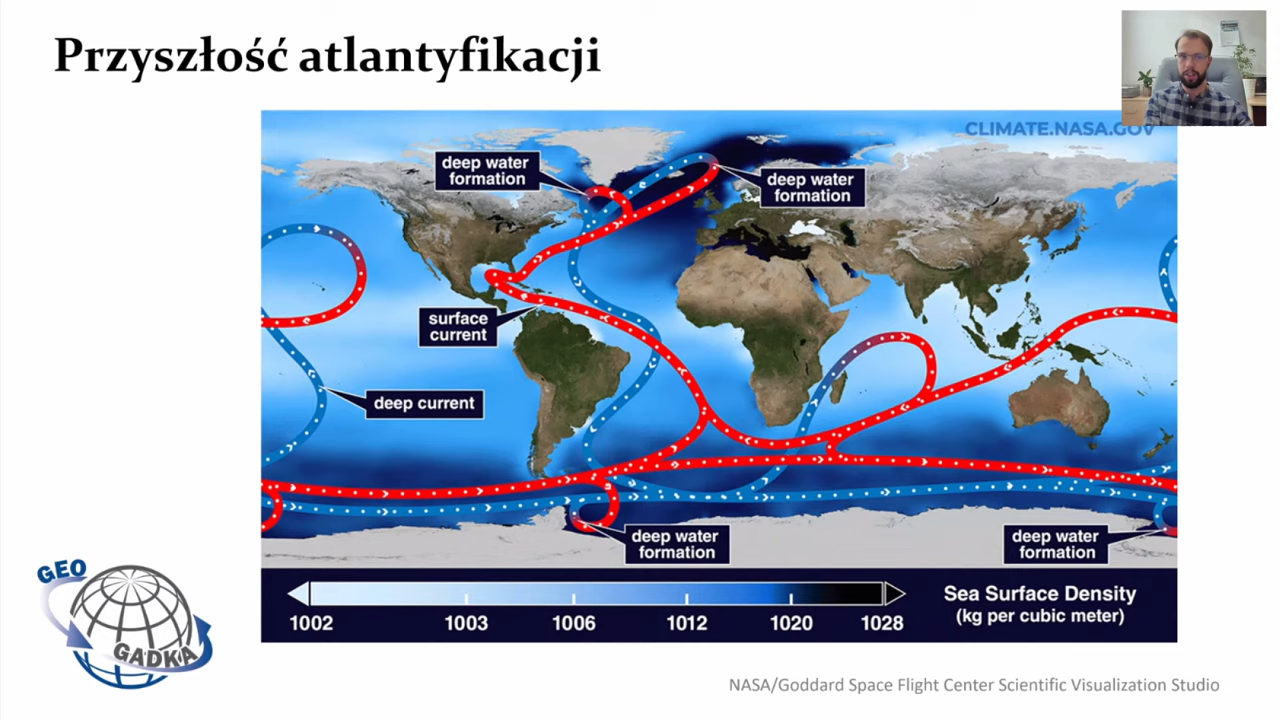 Przyszłość atlantyfikacji
CLIMATE.NASA.GOV
deep water
formation
deep water
formation
surface
current
deep current
deep water
formation
deep water
formation
1002
1003
1006
1012
1020
1028
Sea Surface Density
(kg per cubic meter)
GEO
GADKA
NASA/Goddard Space Flight Center Scientific Visualization Studio